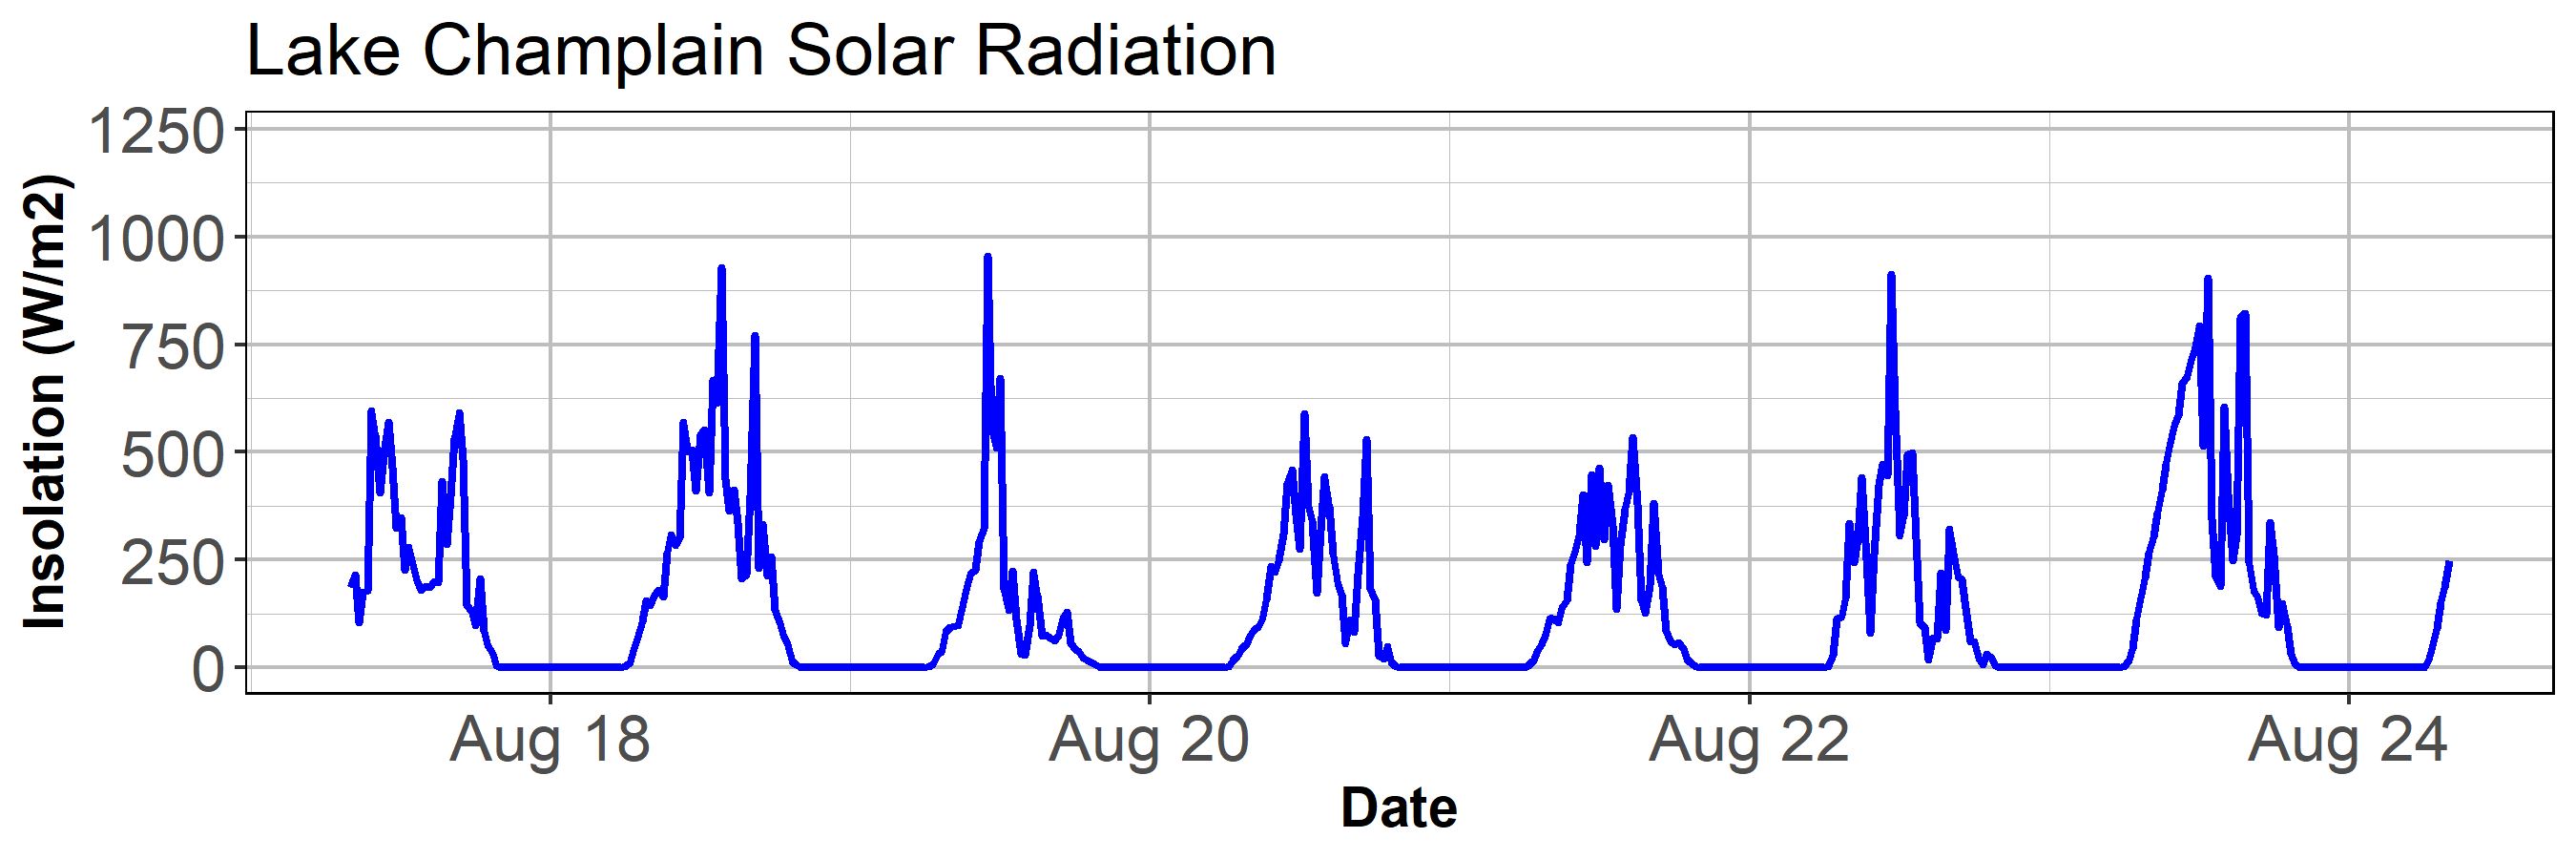 Lake Champlain Solar Radiation
1250
1000
750
500
250
0
Insolation (W/m2)
Aug 18
Aug 20
Aug 22
Aug 24
Date